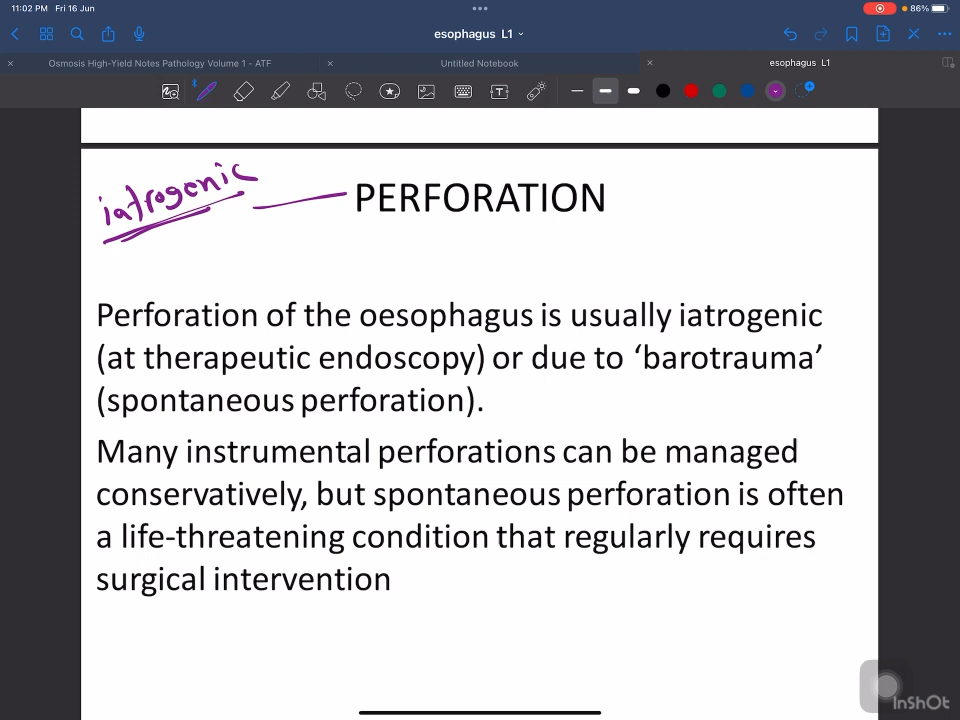 11:02 PM Fri 16 Jun
86%
esophagus L1
Osmosis High-Yield Notes Pathology Volume 1 - ATF
Untitled Notebook
esophagus L1
iatrogenic
PERFORATION
Perforation of the oesophagus is usually iatrogenic
(at therapeutic endoscopy) or due to ‘barotrauma’
(spontaneous perforation).
Many instrumental perforations can be managed
conservatively, but spontaneous perforation is often
a life-threatening condition that regularly requires
surgical intervention
InShOt